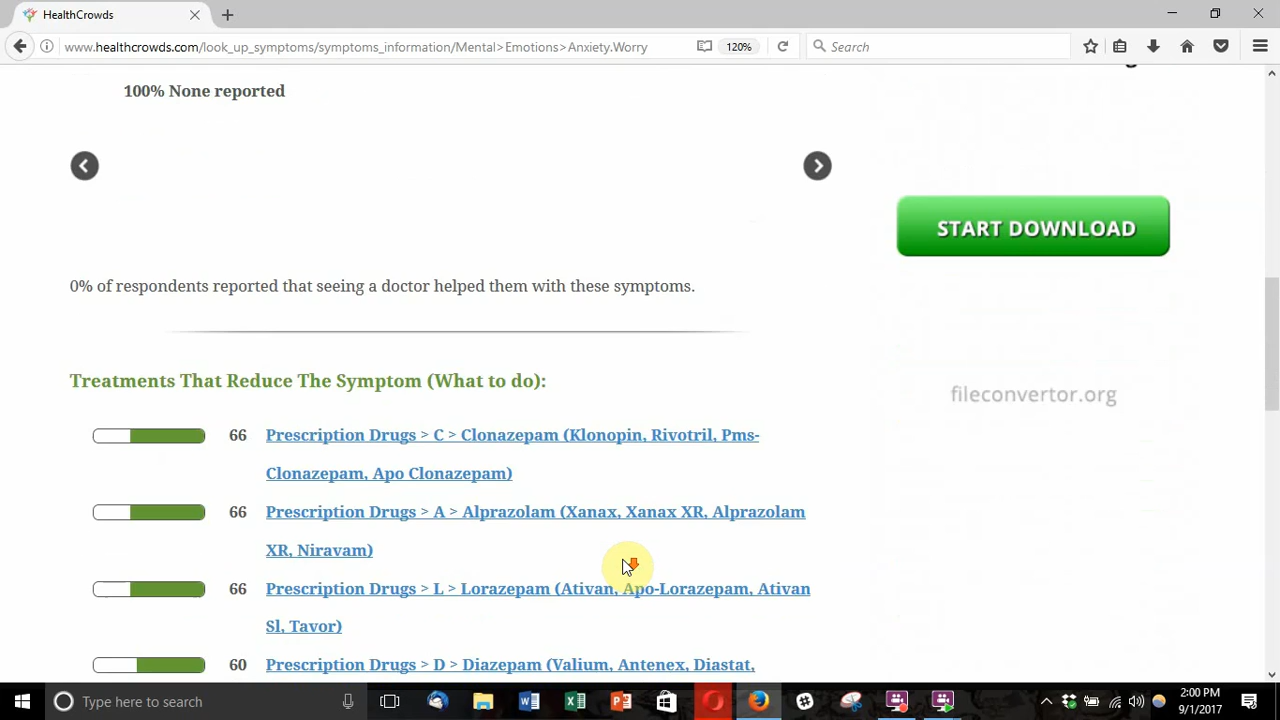 HealthCrowds
www.healthcrowds.com/look_up_symptoms/symptoms_information/Mental>Emotions>Anxiety.Worry
120%
Search
100% None reported
START DOWNLOAD
0% of respondents reported that seeing a doctor helped them with these symptoms.
Treatments That Reduce The Symptom (What to do):
fileconvertor.org
66 Prescription Drugs > C > Clonazepam (Klonopin, Rivotril, Pms-
Clonazepam, Apo Clonazepam)
66 Prescription Drugs > A > Alprazolam (Xanax, Xanax XR, Alprazolam
XR, Niravam)
66 Prescription Drugs > L > Lorazepam (Ativan, Apo-Lorazepam, Ativan
Sl, Tavor)
60 Prescription Drugs > D > Diazepam (Valium, Antenex, Diastat,
Type here to search
2:00 PM
9/1/2017